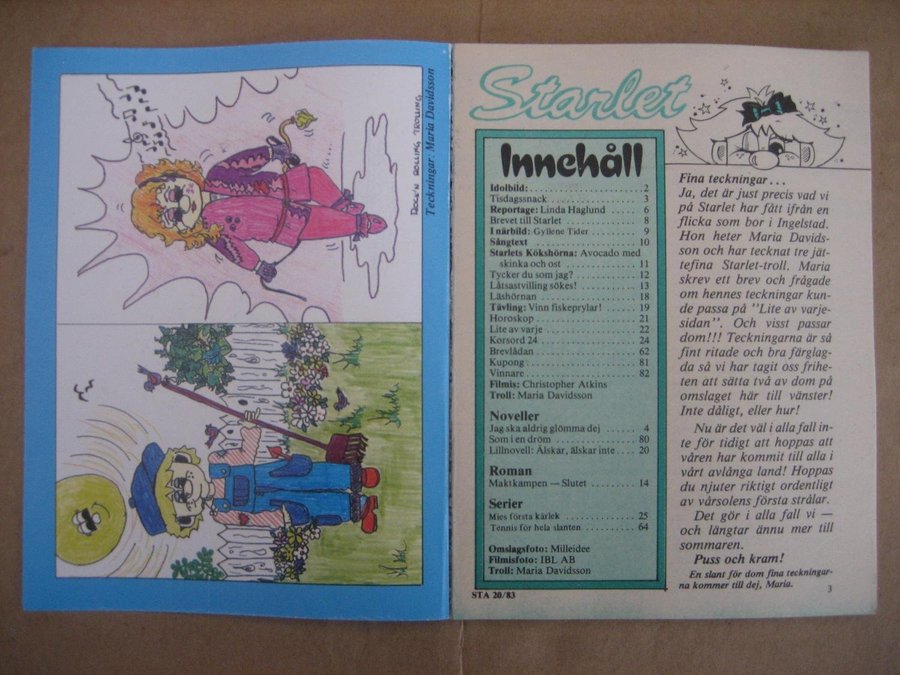 ROCK'N ROLLING TROLLING
Teckningar: Maria Davidsson
Starlet
Innehåll
Idolbild: 2
Tisdagssnack 3
Reportage: Linda Haglund 6
Brevet till Starlet 8
I närbild: Gyllene Tider 9
Sångtext 10
Starlets Kökshörna: Avocado med
skinka och ost 11
Tycker du som jag? 12
Låtsastvilling sökes! 13
Läshörnan 18
Tävling: Vinn fiskeprylar! 19
Horoskop 21
Lite av varje 22
Korsord 24 24
Brevlådan 62
Kupong 81
Vinnare 82
Filmis: Christopher Atkins
Troll: Maria Davidsson
Noveller
Jag ska aldrig glömma dej 4
Som i en dröm 80
Lillnovell: Älskar, älskar inte 20
Roman
Maktkampen — Slutet 14
Serier
Mies första kärlek 25
Tennis för hela slanten 64
Omslagsfoto: Milleidee
Filmisfoto: IBL AB
Troll: Maria Davidsson
STA 20/83
Fina teckningar . . .
Ja, det är just precis vad vi
på Starlet har fått ifrån en
flicka som bor i Ingelstad.
Hon heter Maria Davids-
son och har tecknat tre jät-
tefina Starlet-troll. Maria
skrev ett brev och frågade
om hennes teckningar kun-
de passa på "Lite av varje-
sidan". Och visst passar
dom!!! Teckningarna är så
fint ritade och bra färglag-
da så vi har tagit oss frihe-
ten att sätta två av dom på
omslaget här till vänster!
Inte dåligt, eller hur!
Nu är det väl i alla fall in-
te för tidigt att hoppas att
våren har kommit till alla i
vårt avlånga land! Hoppas
du njuter riktigt ordentligt
av vårsolens första strålar.
Det gör i alla fall vi —
och längtar ännu mer till
sommaren.
Puss och kram!
En slant för dom fina teckningar-
na kommer till dej, Maria.
3